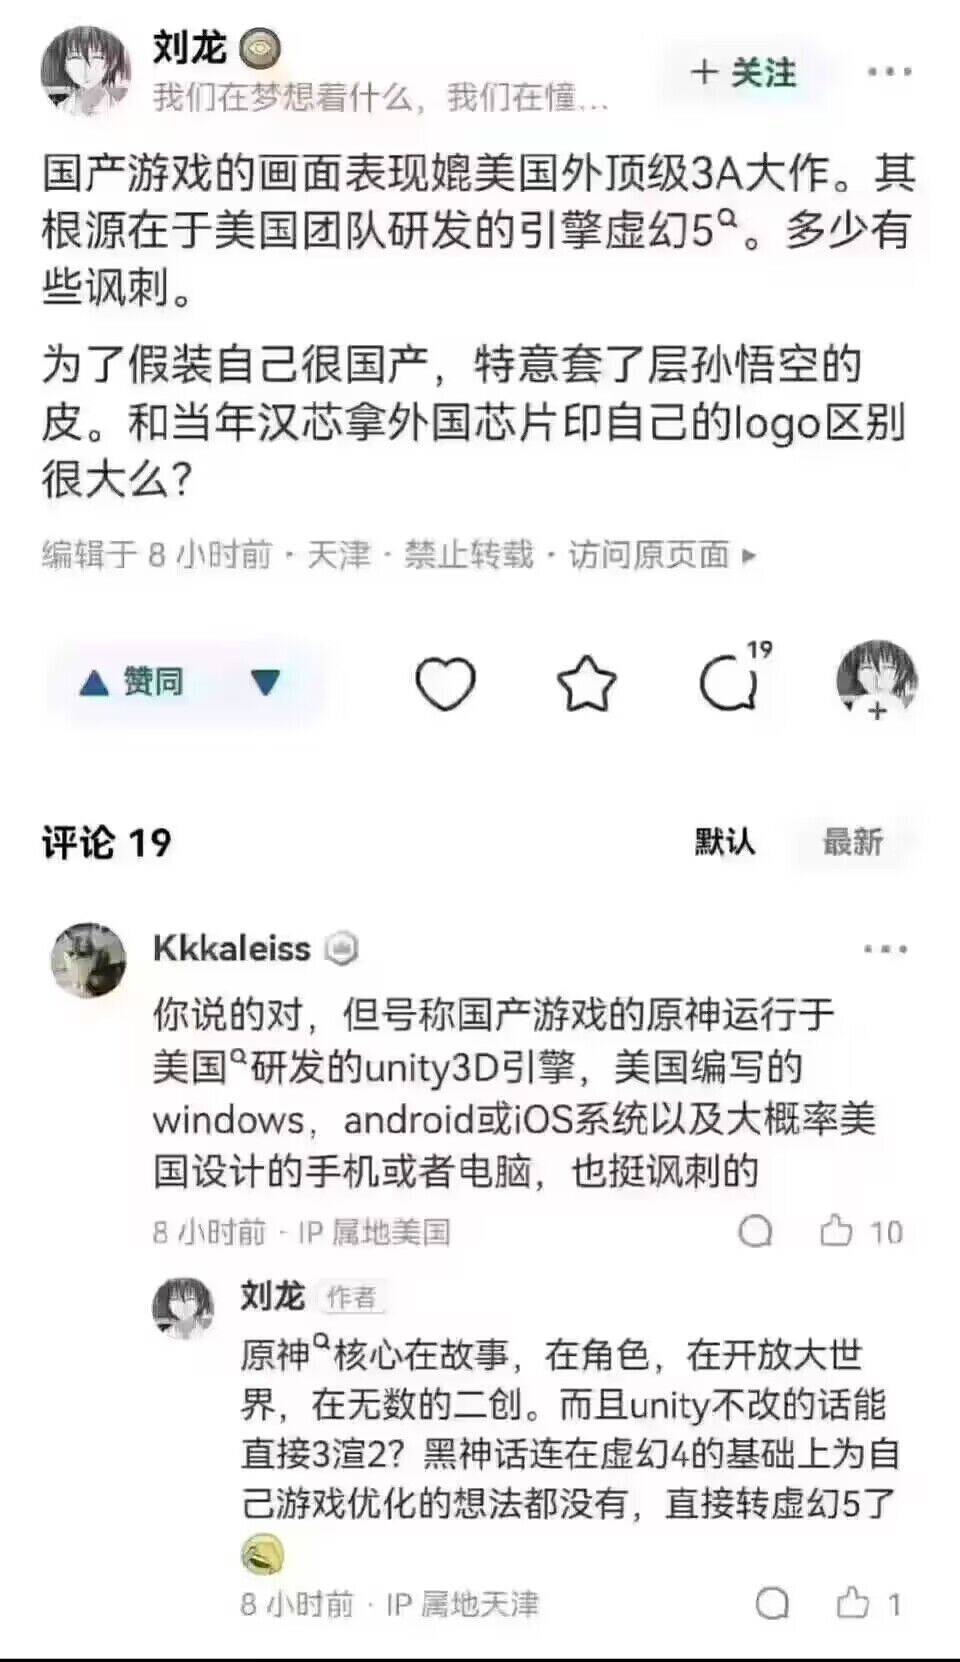 刘龙
我们在梦想着什么，我们在憧...
+ 关注
国产游戏的画面表现媲美国外顶级3A大作。其
根源在于美国团队研发的引擎虚幻5。多少有
些讽刺。
为了假装自己很国产，特意套了层孙悟空的
皮。和当年汉芯拿外国芯片印自己的logo区别
很大么？
编辑于 8 小时前 · 天津 · 禁止转载 · 访问原页面
赞同
19
评论 19
默认 最新
Kkkaleiss
你说的对，但号称国产游戏的原神运行于
美国研发的unity3D引擎，美国编写的
windows，android或iOS系统以及大概率美
国设计的手机或者电脑，也挺讽刺的
8 小时前 · IP 属地美国
10
刘龙 作者
原神核心在故事，在角色，在开放大世
界，在无数的二创。而且unity不改的话能
直接3渲2？黑神话连在虚幻4的基础上为自
己游戏优化的想法都没有，直接转虚幻5了
8 小时前 · IP 属地天津
1